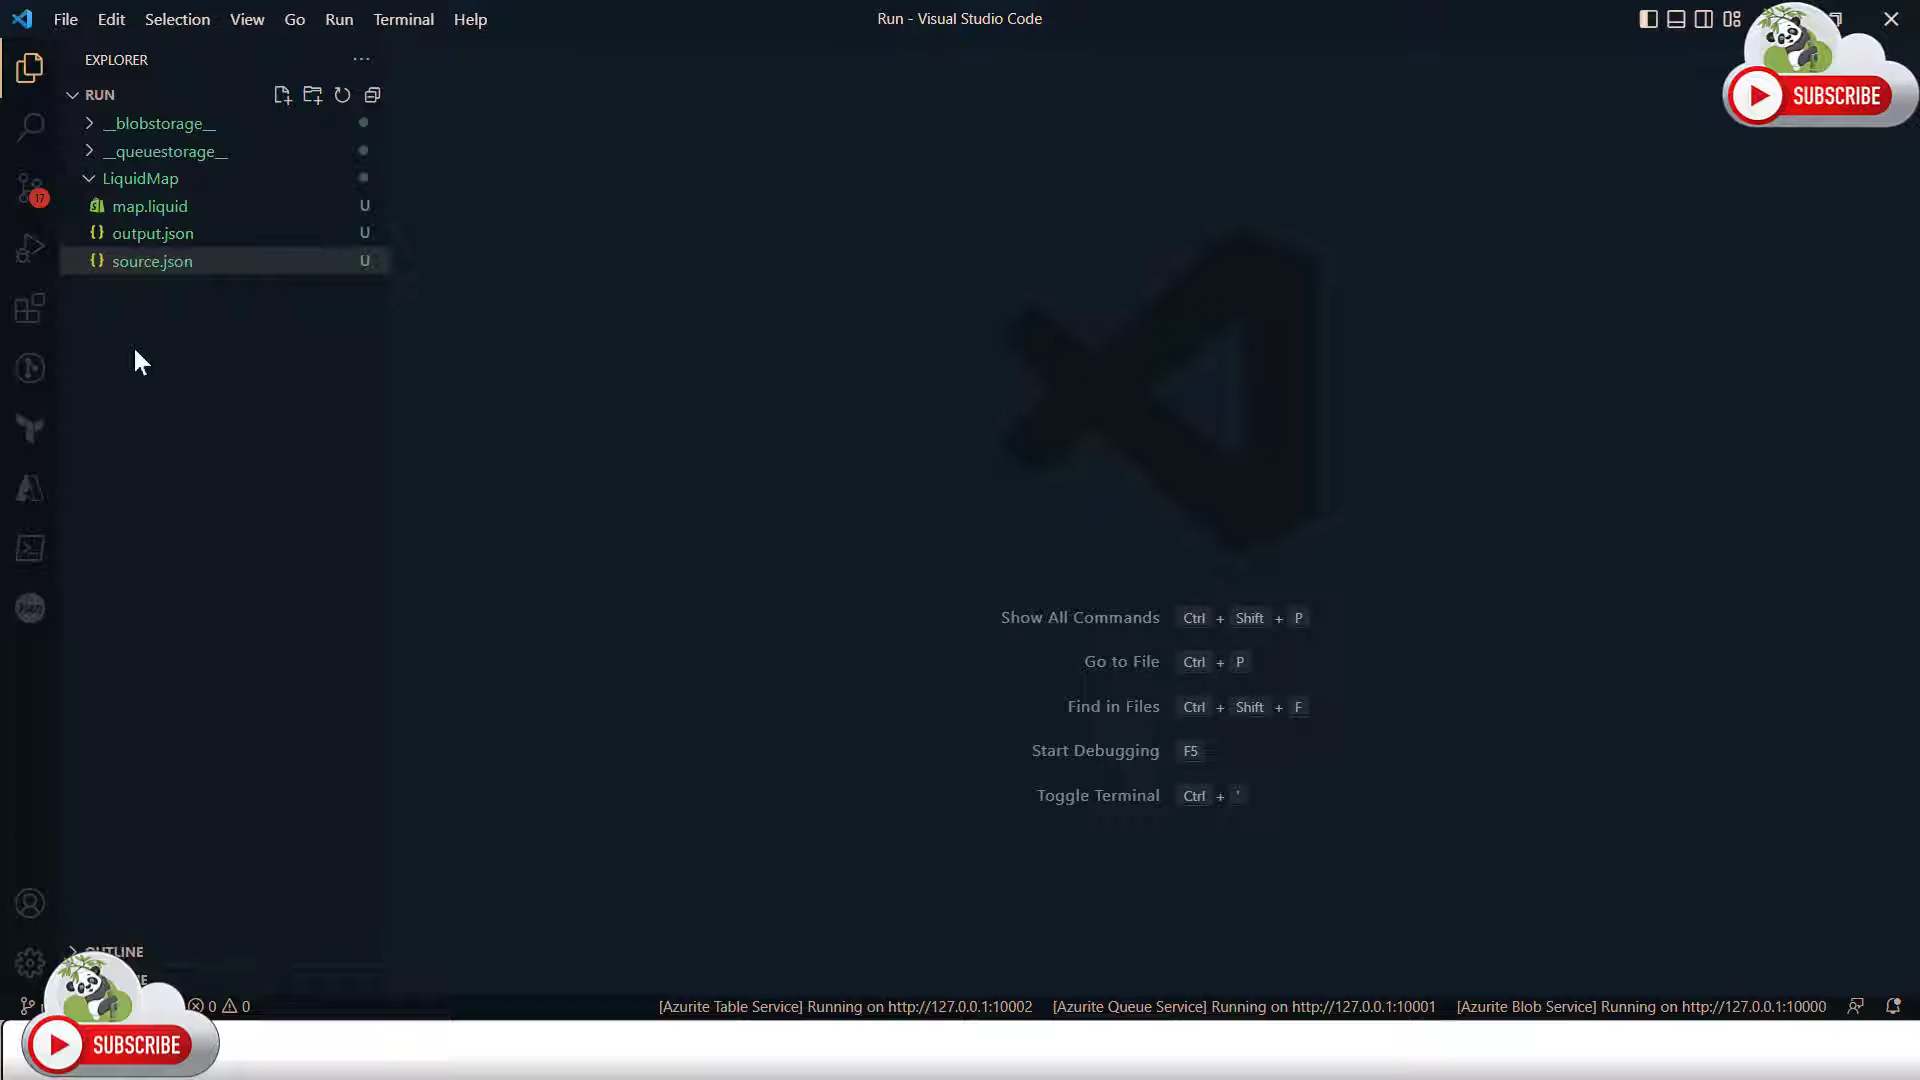 File Edit Selection View Go Run Terminal Help
Run - Visual Studio Code
SUBSCRIBE
EXPLORER
RUN
__blobstorage__
__queuestorage__
LiquidMap
17
map.liquid U
output.json U
source.json U
Show All Commands Ctrl + Shift + P
Go to File Ctrl + P
Find in Files Ctrl + Shift + F
Start Debugging F5
Toggle Terminal Ctrl + '
OUTLINE
0 0
[Azurite Table Service] Running on http://127.0.0.1:10002 [Azurite Queue Service] Running on http://127.0.0.1:10001 [Azurite Blob Service] Running on http://127.0.0.1:10000
SUBSCRIBE